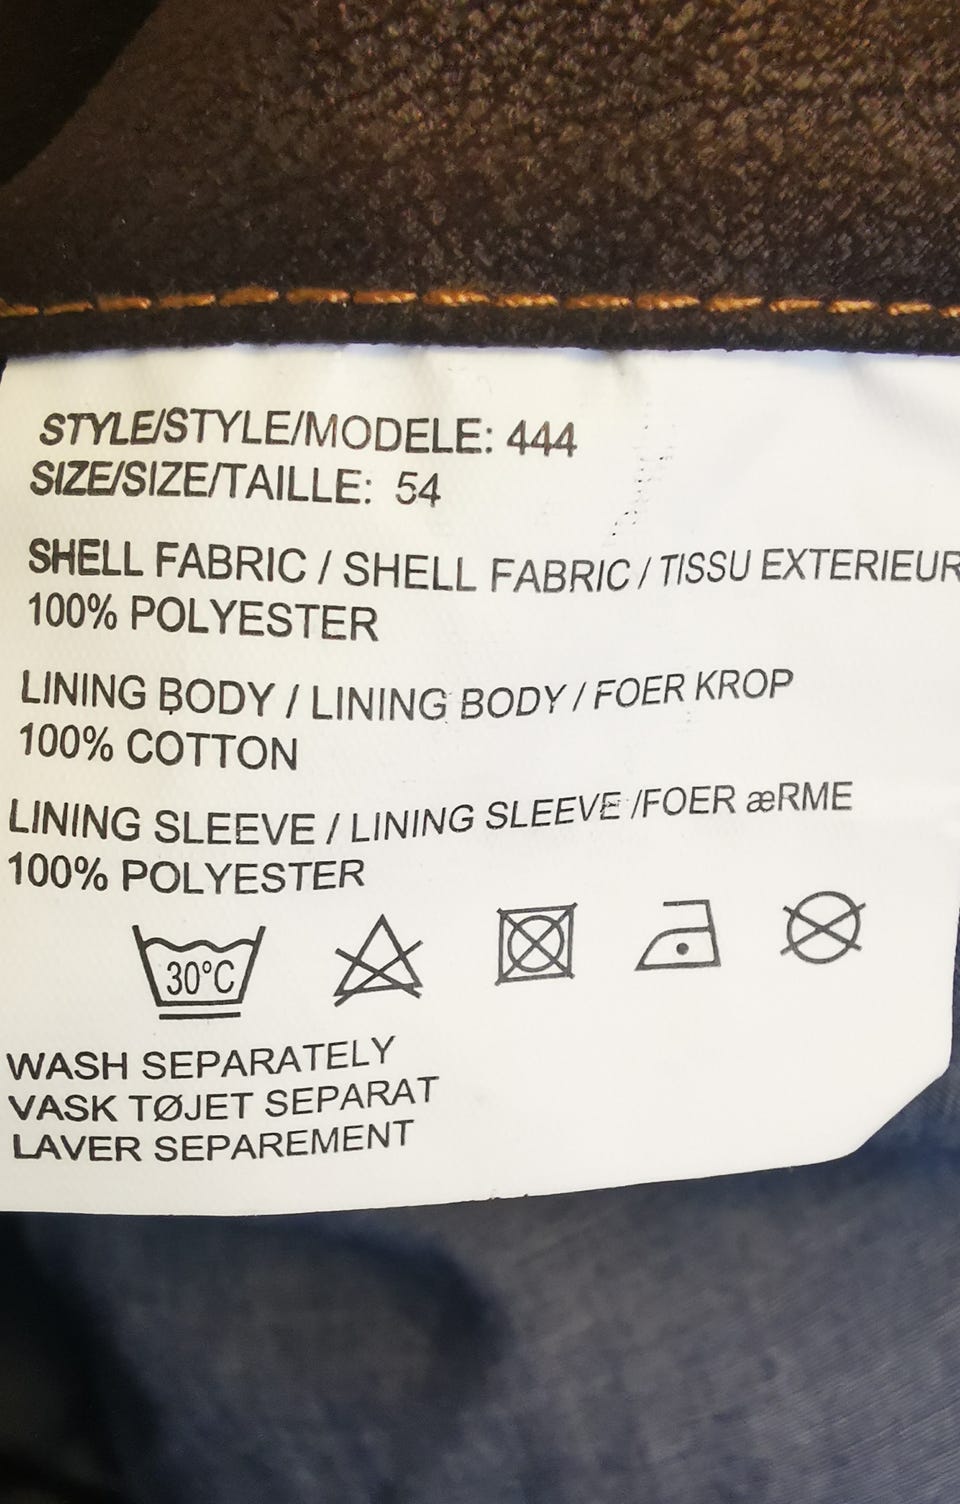 STYLE/STYLE/MODELE: 444
SIZE/SIZE/TAILLE: 54
SHELL FABRIC / SHELL FABRIC / TISSU EXTERIEUR
100% POLYESTER
LINING BODY / LINING BODY / FOER KROP
100% COTTON
LINING SLEEVE / LINING SLEEVE /FOER æRME
100% POLYESTER
30°C
WASH SEPARATELY
VASK TØJET SEPARAT
LAVER SEPAREMENT